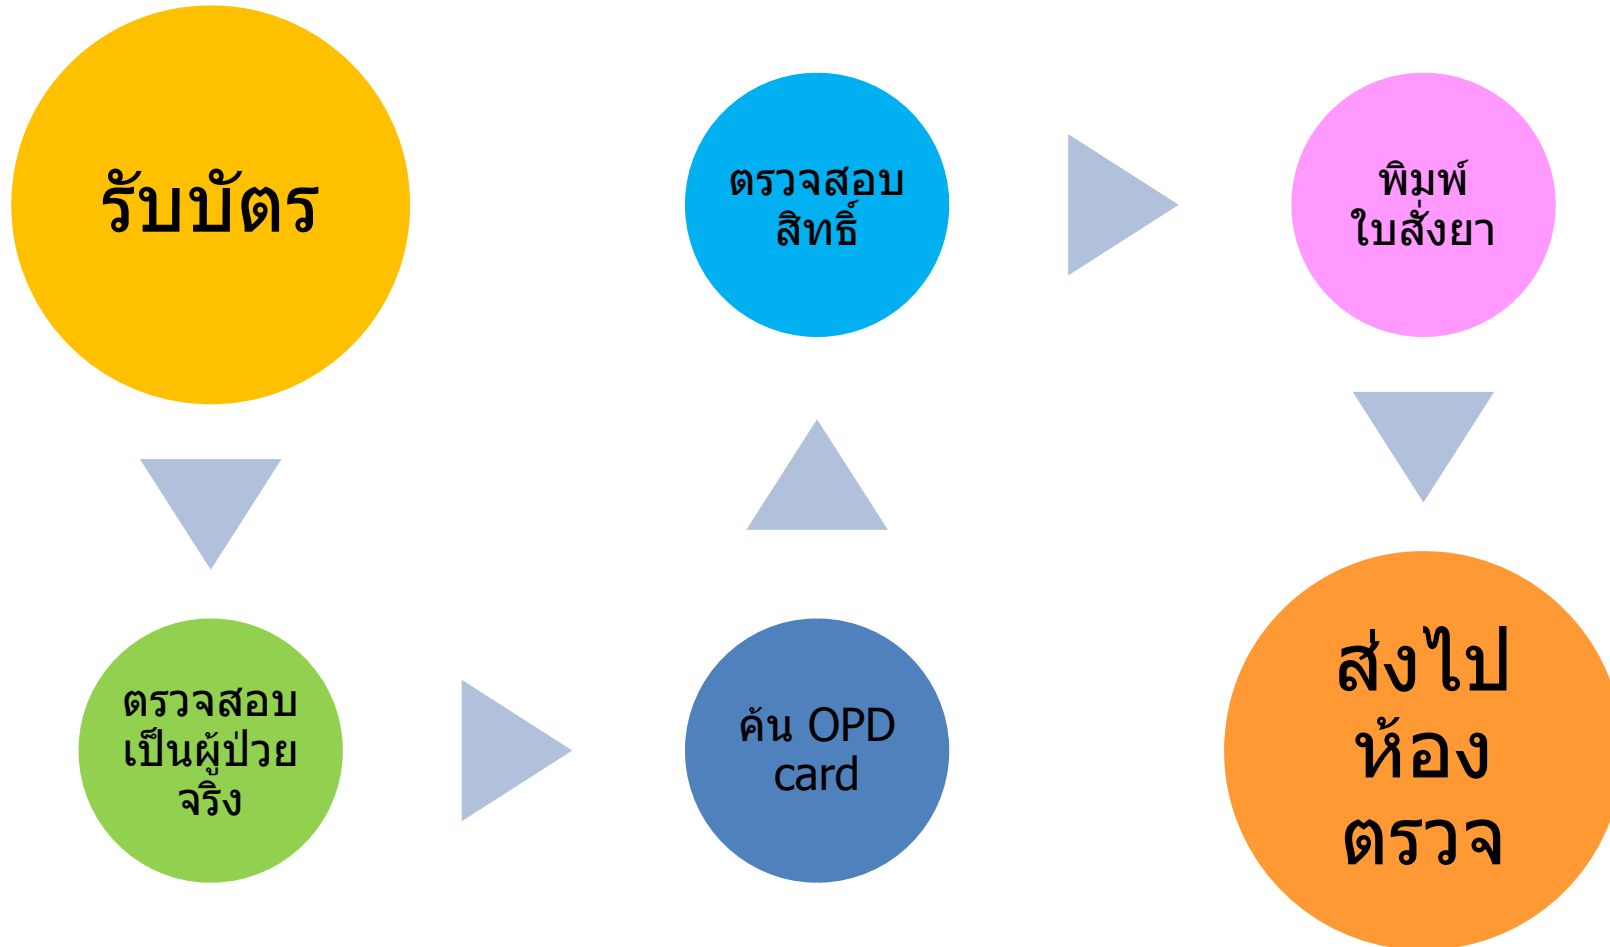 รับบัตร
ตรวจสอบ
เป็นผู้ป่วย
จริง
ค้น OPD
card
ตรวจสอบ
สิทธิ์
พิมพ์
ใบสั่งยา
ส่งไป
ห้อง
ตรวจ